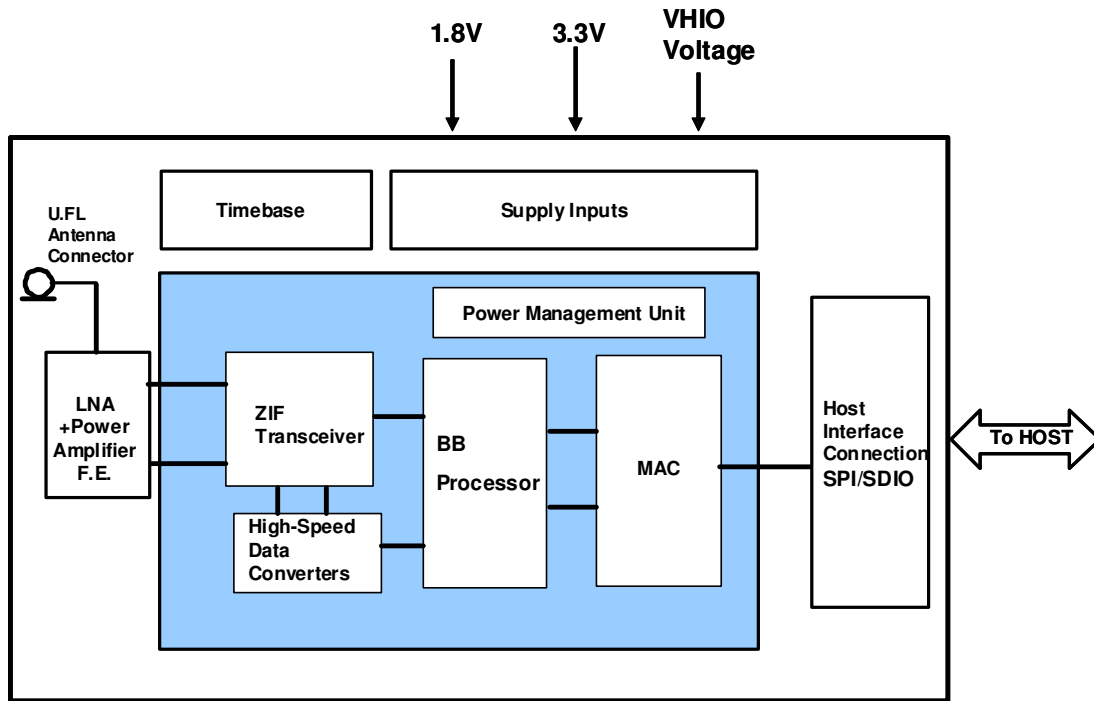 1.8V
3.3V
VHIO
Voltage
Timebase
Supply Inputs
U.FL
Antenna
Connector
Power Management Unit
LNA
+Power
Amplifier
F.E.
ZIF
Transceiver
BB
Processor
MAC
High-Speed
Data
Converters
Host
Interface
Connection
SPI/SDIO
To HOST